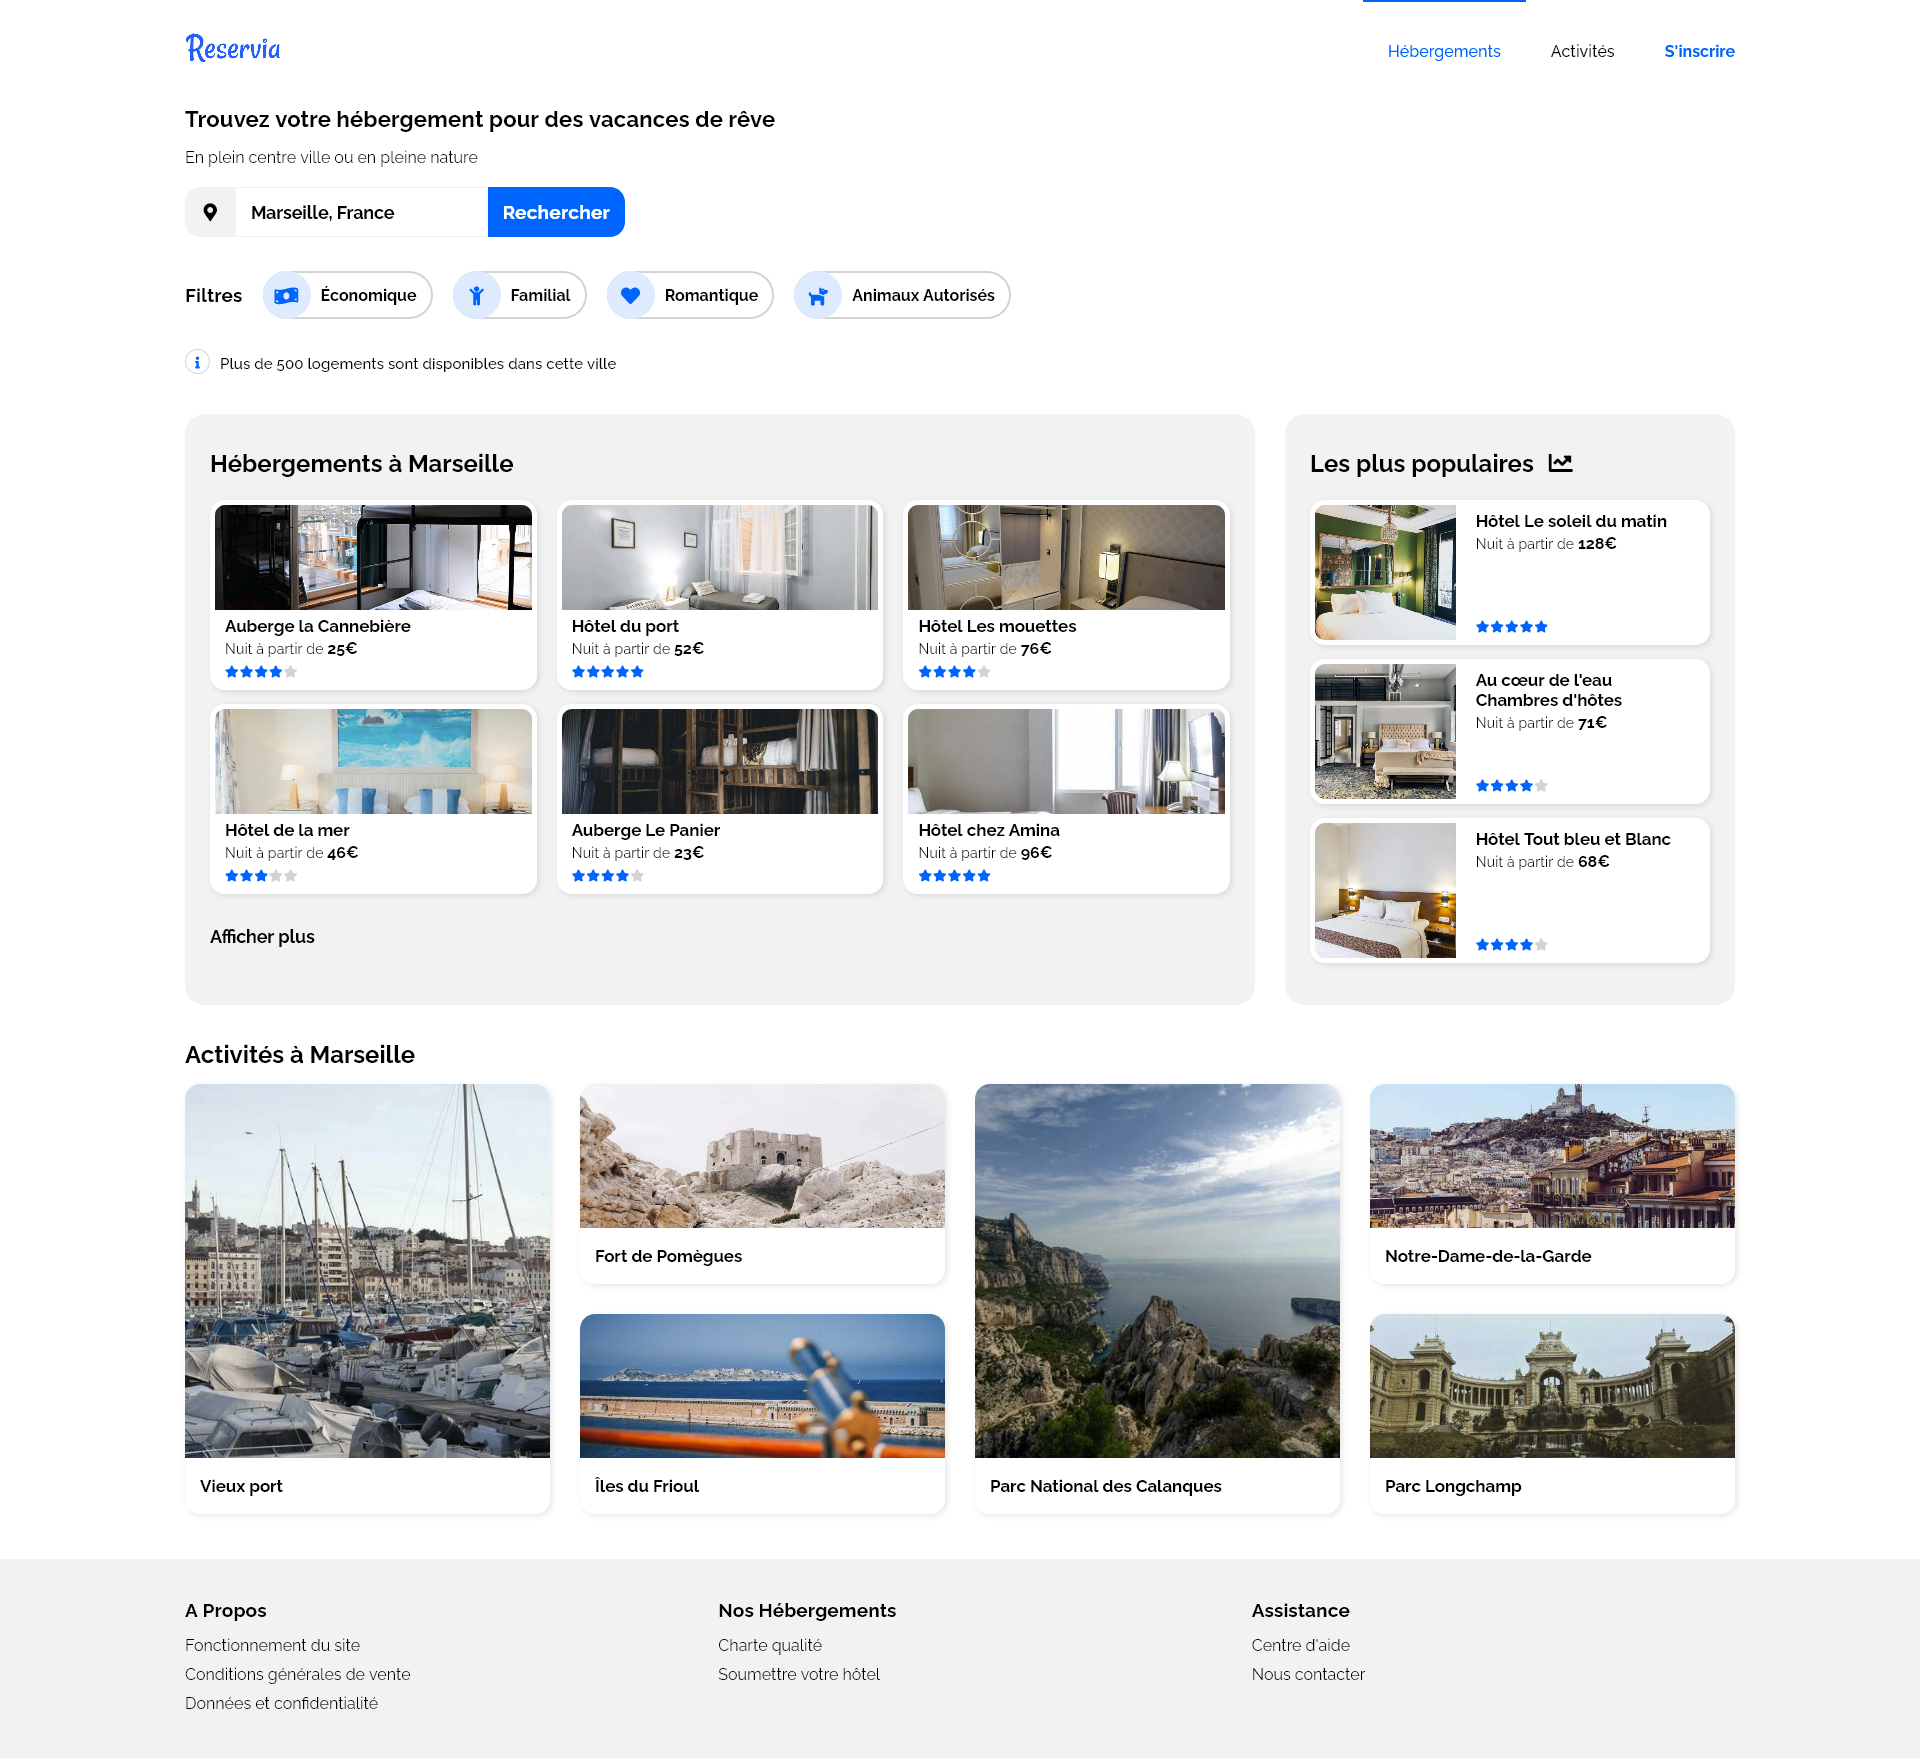 Reservia
Hébergements
Activités
S'inscrire
Trouvez votre hébergement pour des vacances de rêve
En plein centre ville ou en pleine nature
Marseille, France
Rechercher
Filtres
Économique
Familial
Romantique
Animaux Autorisés
Plus de 500 logements sont disponibles dans cette ville
Hébergements à Marseille
Auberge la Cannebière
Nuit à partir de 25€
Hôtel du port
Nuit à partir de 52€
Hôtel Les mouettes
Nuit à partir de 76€
Hôtel de la mer
Nuit à partir de 46€
Auberge Le Panier
Nuit à partir de 23€
Hôtel chez Amina
Nuit à partir de 96€
Afficher plus
Les plus populaires
Hôtel Le soleil du matin
Nuit à partir de 128€
Au cœur de l'eau
Chambres d'hôtes
Nuit à partir de 71€
Hôtel Tout bleu et Blanc
Nuit à partir de 68€
Activités à Marseille
Vieux port
Fort de Pomègues
Îles du Frioul
Parc National des Calanques
Notre-Dame-de-la-Garde
Parc Longchamp
A Propos
Fonctionnement du site
Conditions générales de vente
Données et confidentialité
Nos Hébergements
Charte qualité
Soumettre votre hôtel
Assistance
Centre d'aide
Nous contacter